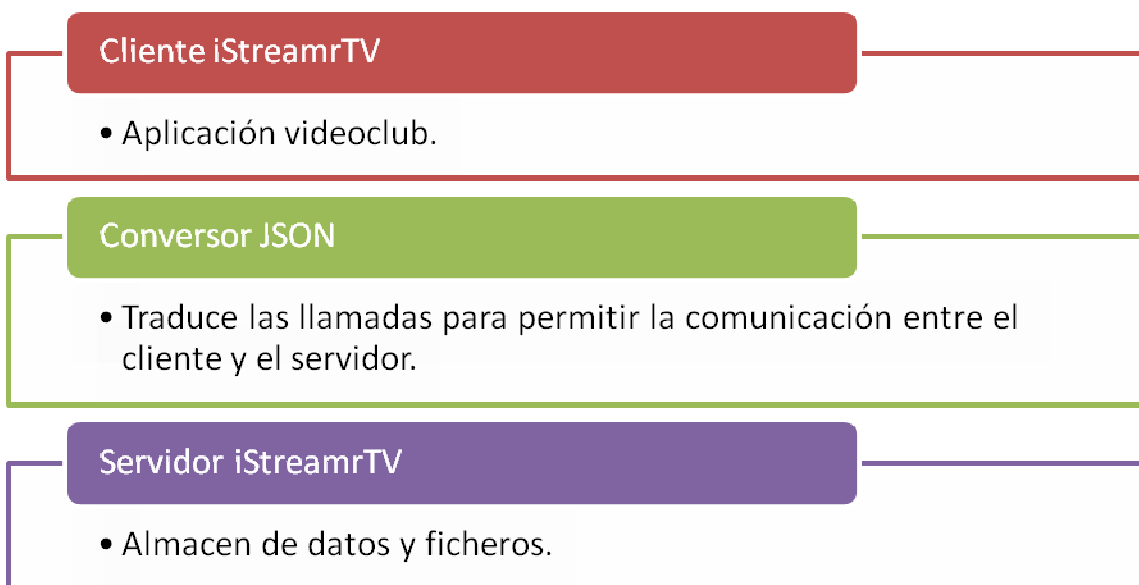 Cliente iStreamrTV
• Aplicación videoclub.
Conversor JSON
• Traduce las llamadas para permitir la comunicación entre el
cliente y el servidor.
Servidor iStreamrTV
• Almacen de datos y ficheros.